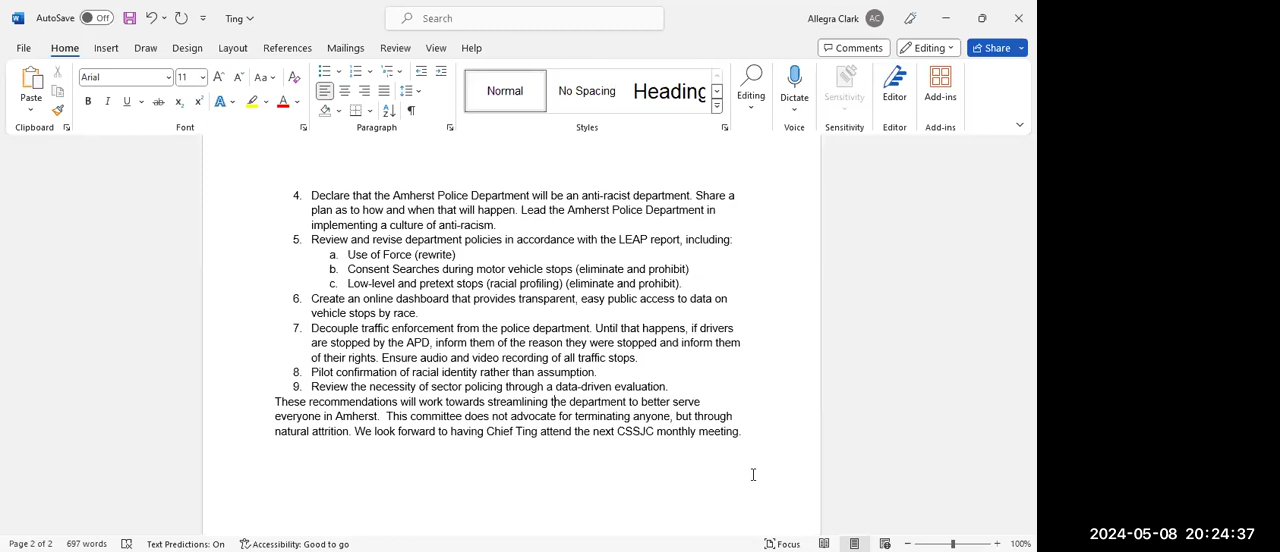 AutoSave Off Ting Search Allegra Clark AC
File Home Insert Draw Design Layout References Mailings Review View Help Comments Editing Share
Paste Arial 11 A A Aa A Normal No Spacing Heading Editing Dictate Sensitivity Editor Add-ins
B I U ab x₂ x² A A
Clipboard Font Paragraph Styles Voice Sensitivity Editor Add-ins
4. Declare that the Amherst Police Department will be an anti-racist department. Share a
plan as to how and when that will happen. Lead the Amherst Police Department in
implementing a culture of anti-racism.
5. Review and revise department policies in accordance with the LEAP report, including:
a. Use of Force (rewrite)
b. Consent Searches during motor vehicle stops (eliminate and prohibit)
c. Low-level and pretext stops (racial profiling) (eliminate and prohibit).
6. Create an online dashboard that provides transparent, easy public access to data on
vehicle stops by race.
7. Decouple traffic enforcement from the police department. Until that happens, if drivers
are stopped by the APD, inform them of the reason they were stopped and inform them
of their rights. Ensure audio and video recording of all traffic stops.
8. Pilot confirmation of racial identity rather than assumption.
9. Review the necessity of sector policing through a data-driven evaluation.
These recommendations will work towards streamlining the department to better serve
everyone in Amherst. This committee does not advocate for terminating anyone, but through
natural attrition. We look forward to having Chief Ting attend the next CSSJC monthly meeting.
Page 2 of 2 697 words Text Predictions: On Accessibility: Good to go Focus 100%
2024-05-08 20:24:37